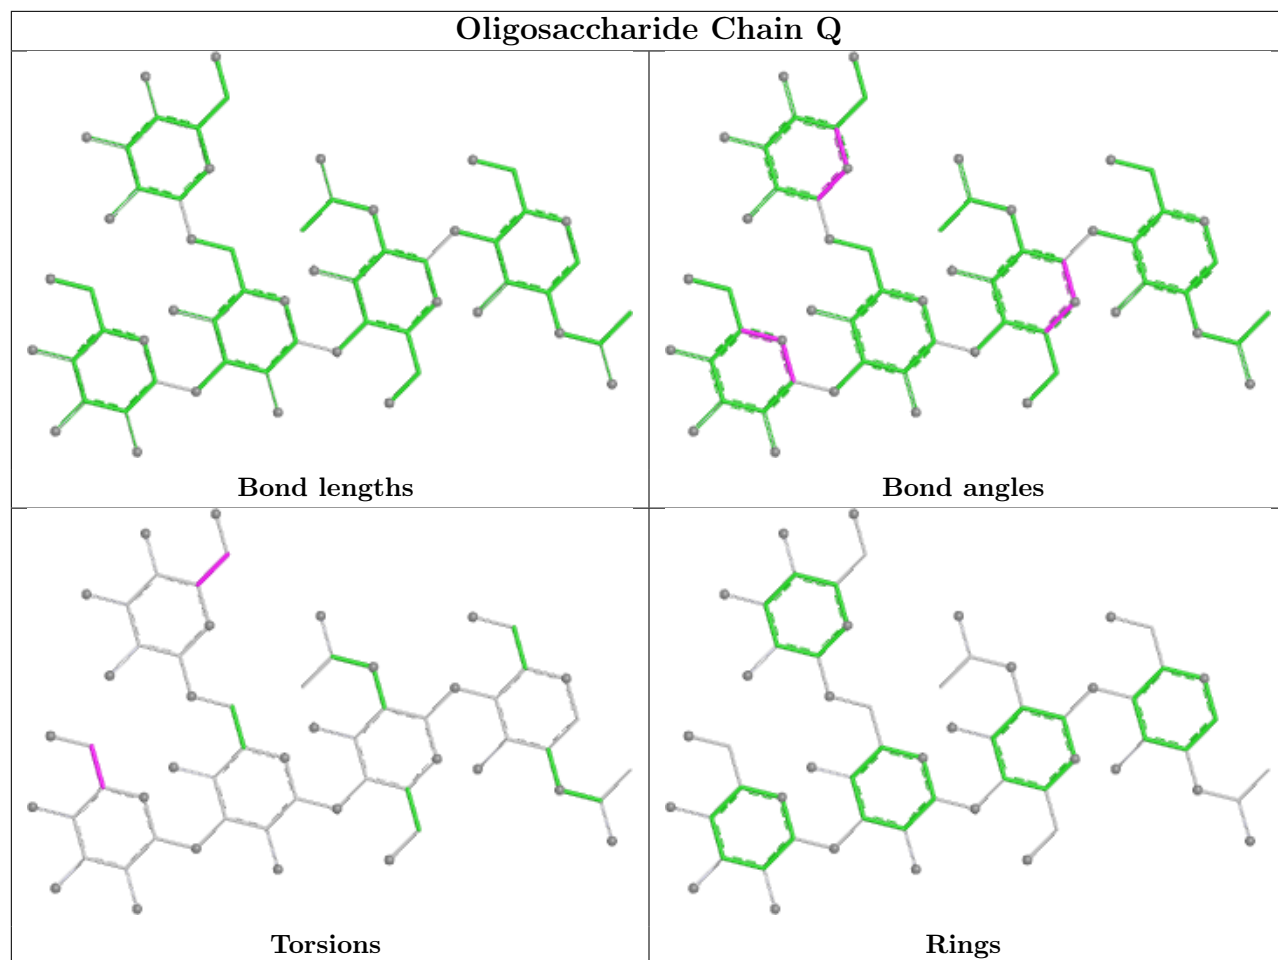 Oligosaccharide Chain Q
Bond lengths
Bond angles
Torsions
Rings